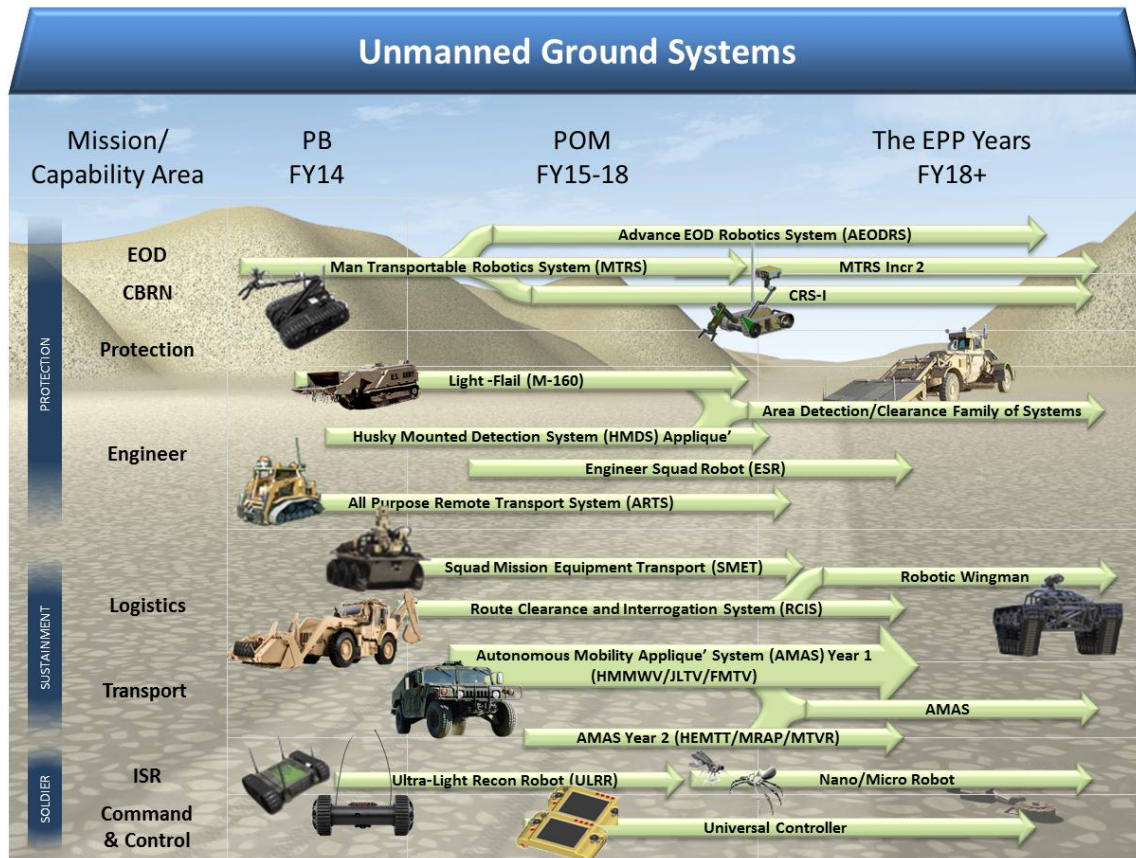 Unmanned Ground Systems
Mission/
Capability Area
PB
FY14
POM
FY15-18
The EPP Years
FY18+
PROTECTION
EOD
CBRN
Advance EOD Robotics System (AEODRS)
Man Transportable Robotics System (MTRS)
MTRS Incr 2
CRS-I
Protection
U.S. ARMY
Light -Flail (M-160)
Area Detection/Clearance Family of Systems
Husky Mounted Detection System (HMDS) Applique’
Engineer
Engineer Squad Robot (ESR)
All Purpose Remote Transport System (ARTS)
SUSTAINMENT
Squad Mission Equipment Transport (SMET)
Robotic Wingman
Logistics
Route Clearance and Interrogation System (RCIS)
Autonomous Mobility Applique’ System (AMAS) Year 1
(HMMWV/JLTV/FMTV)
Transport
AMAS
AMAS Year 2 (HEMTT/MRAP/MTVR)
SOLDIER
ISR
Ultra-Light Recon Robot (ULRR)
Nano/Micro Robot
Command
& Control
Universal Controller